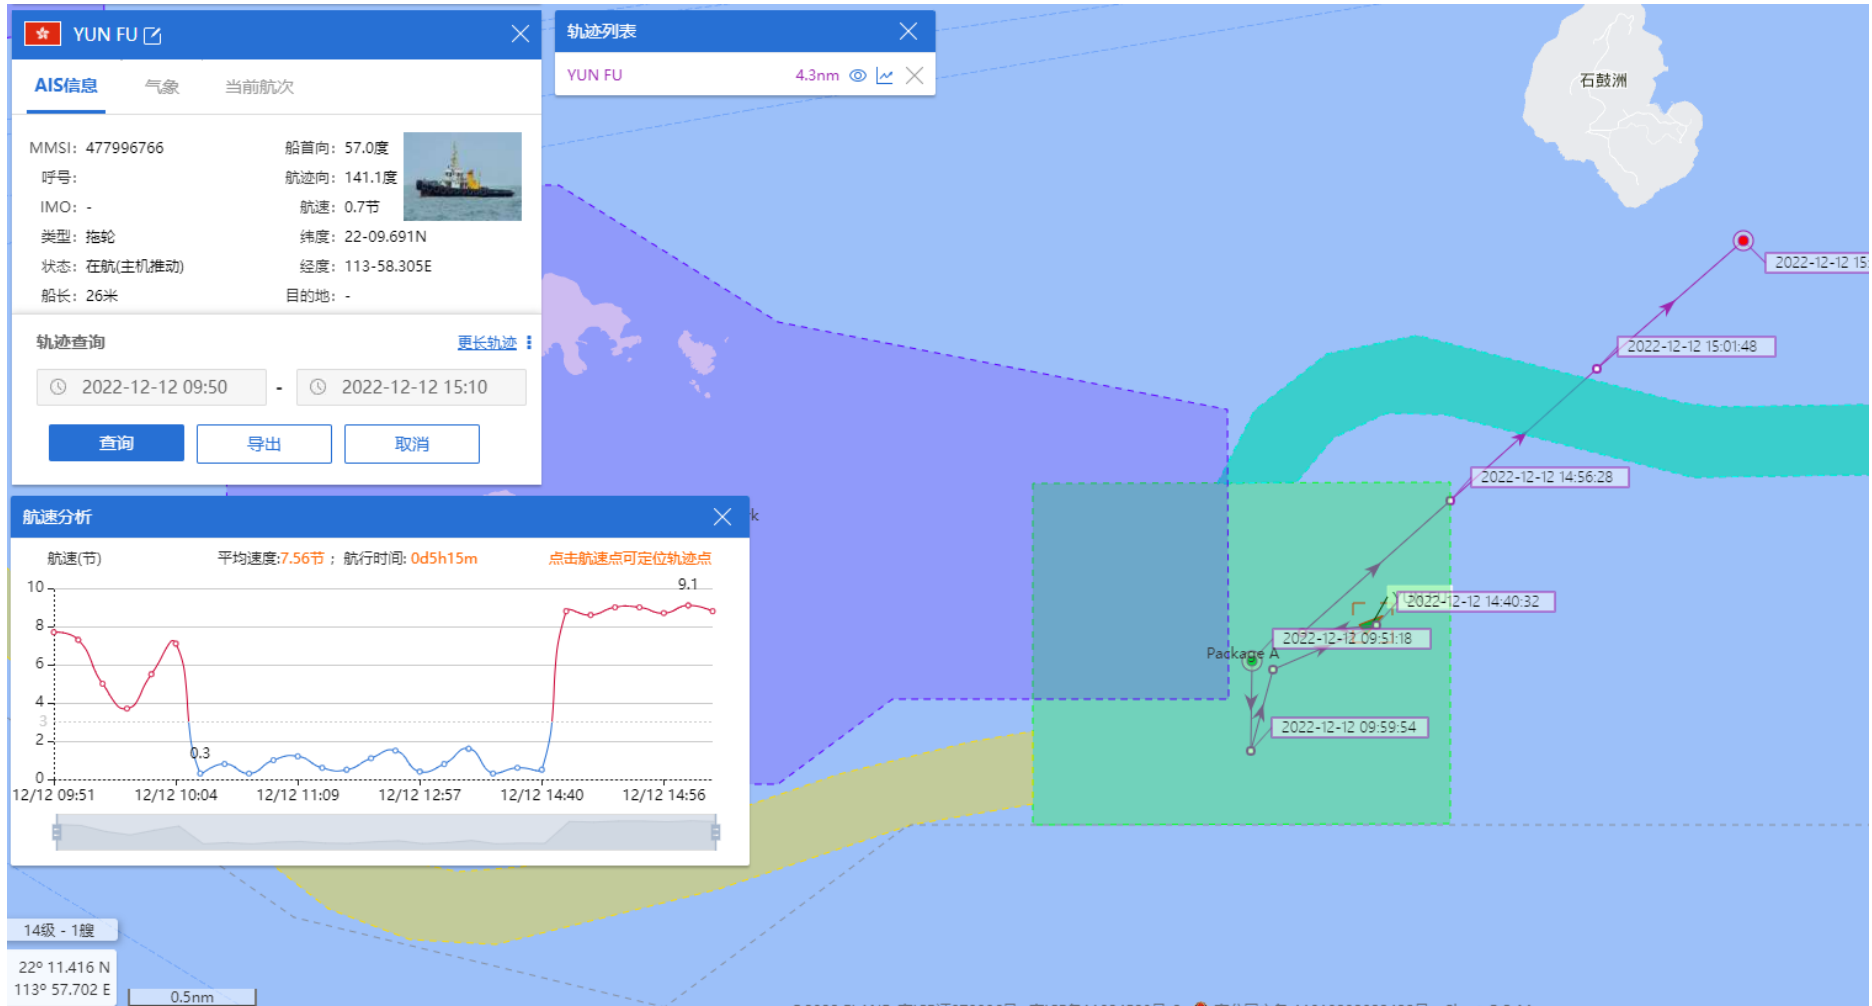 YUN FU
AIS信息
气象
当前航次
MMSI: 477996766
船首向: 57.0度
呼号:
航迹向: 141.1度
IMO: -
航速: 0.7节
类型: 拖轮
纬度: 22-09.691N
状态: 在航(主机推动)
经度: 113-58.305E
船长: 26米
目的地: -
轨迹查询
更长轨迹
2022-12-12 09:50 - 2022-12-12 15:10
查询
导出
取消
轨迹列表
YUN FU 4.3nm
航速分析
航速(节)
平均速度:7.56节 ; 航行时间: 0d5h15m
点击航速点可定位轨迹点
10
8
6
4
3
2
0
9.1
0.3
12/12 09:51
12/12 10:04
12/12 11:09
12/12 12:57
12/12 14:40
12/12 14:56
14级 - 1艘
22° 11.416 N
113° 57.702 E
0.5nm
石鼓洲
2022-12-12 15:
2022-12-12 15:01:48
2022-12-12 14:56:28
2022-12-12 14:40:32
2022-12-12 09:51:18
Package A
2022-12-12 09:59:54